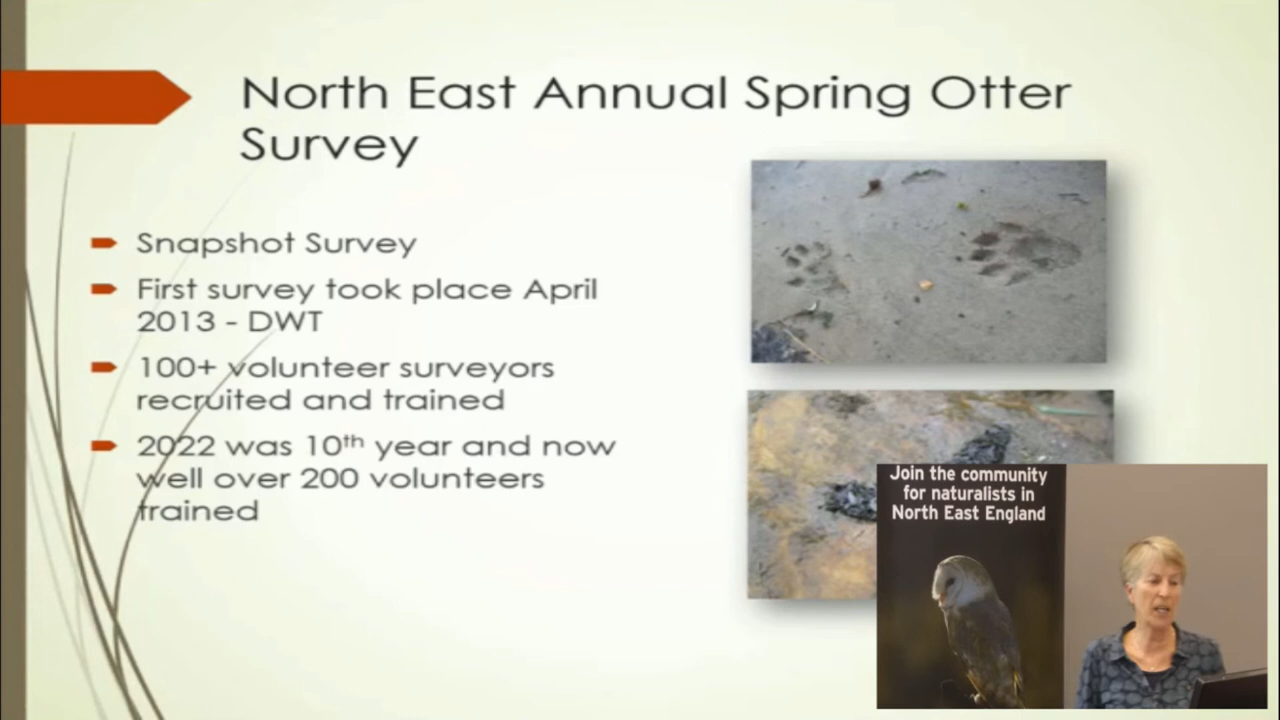 North East Annual Spring Otter
Survey
Snapshot Survey
First survey took place April
2013 - DWT
100+ volunteer surveyors
recruited and trained
2022 was 10th year and now
well over 200 volunteers
trained
Join the community
for naturalists in
North East England